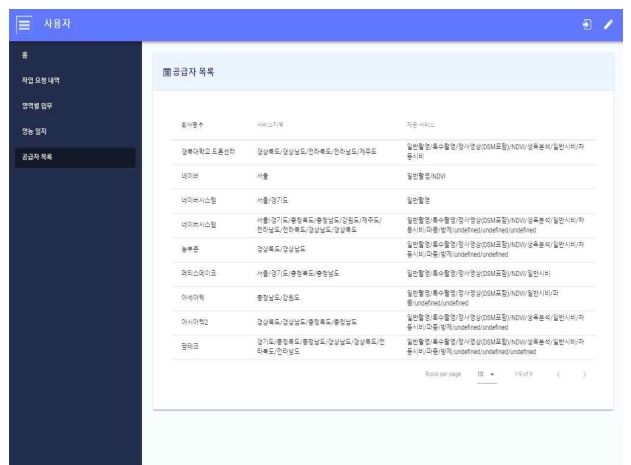 사용자
홈
작업 요청 내역
영역별 임무
영농 일지
공급자 목록
공급자 목록
회사명↑
서비스지역
제공 서비스
경북대학교 드론센터
경상북도/경상남도/전라북도/전라남도/제주도
일반촬영/특수촬영/정사영상(DSM포함)/NDVI/생육분석/일반시비/자
동시비
네이버
서울
일반촬영/NDVI
네이버시스템
서울/경기도
일반촬영
네이버시스템
서울/경기도/충청북도/충청남도/강원도/제주도/
전라남도/전라북도/경상남도/경상북도
일반촬영/특수촬영/정사영상(DSM포함)/NDVI/생육분석/일반시비/자
동시비/파종/방제/undefined/undefined/undefined
농부촌
경상북도/경상남도
일반촬영/특수촬영/정사영상(DSM포함)/NDVI/생육분석/일반시비/자
동시비/파종/방제/undefined/undefined
메티스메이크
서울/경기도/충청북도/충청남도
일반촬영/특수촬영/정사영상(DSM포함)/NDVI/일반시비
아세아텍
충청남도/강원도
일반촬영/특수촬영/정사영상(DSM포함)/NDVI/일반시비/파
종/undefined/undefined
아시아텍2
경상북도/경상남도/충청북도/충청남도
일반촬영/특수촬영/정사영상(DSM포함)/NDVI/생육분석/일반시비/자
동시비/파종/방제/undefined/undefined
팜테크
경기도/충청북도/충청남도/경상남도/경상북도/전
라북도/전라남도
일반촬영/특수촬영/정사영상(DSM포함)/NDVI/생육분석/일반시비/자
동시비/파종/방제/undefined/undefined/undefined
Rows per page: 10 1-9 of 9